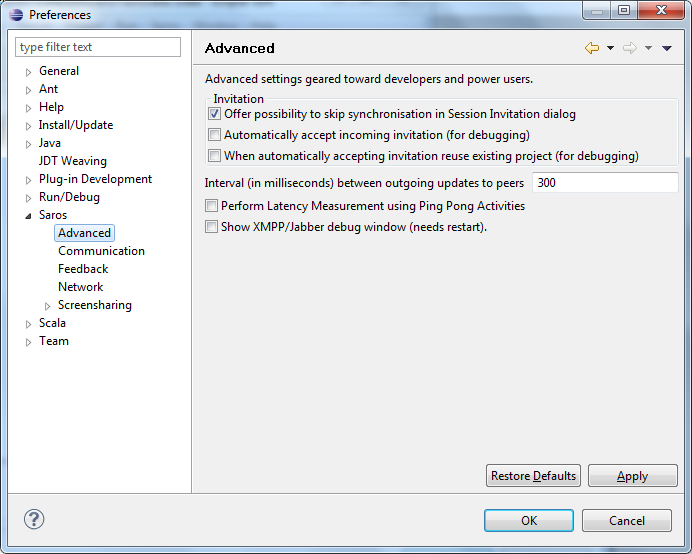 Preferences
type filter text
General
Ant
Help
Install/Update
Java
JDT Weaving
Plug-in Development
Run/Debug
Saros
Advanced
Communication
Feedback
Network
Screensharing
Scala
Team
Advanced
Advanced settings geared toward developers and power users.
Invitation
Offer possibility to skip synchronisation in Session Invitation dialog
Automatically accept incoming invitation (for debugging)
When automatically accepting invitation reuse existing project (for debugging)
Interval (in milliseconds) between outgoing updates to peers 300
Perform Latency Measurement using Ping Pong Activities
Show XMPP/Jabber debug window (needs restart).
Restore Defaults Apply
? OK Cancel